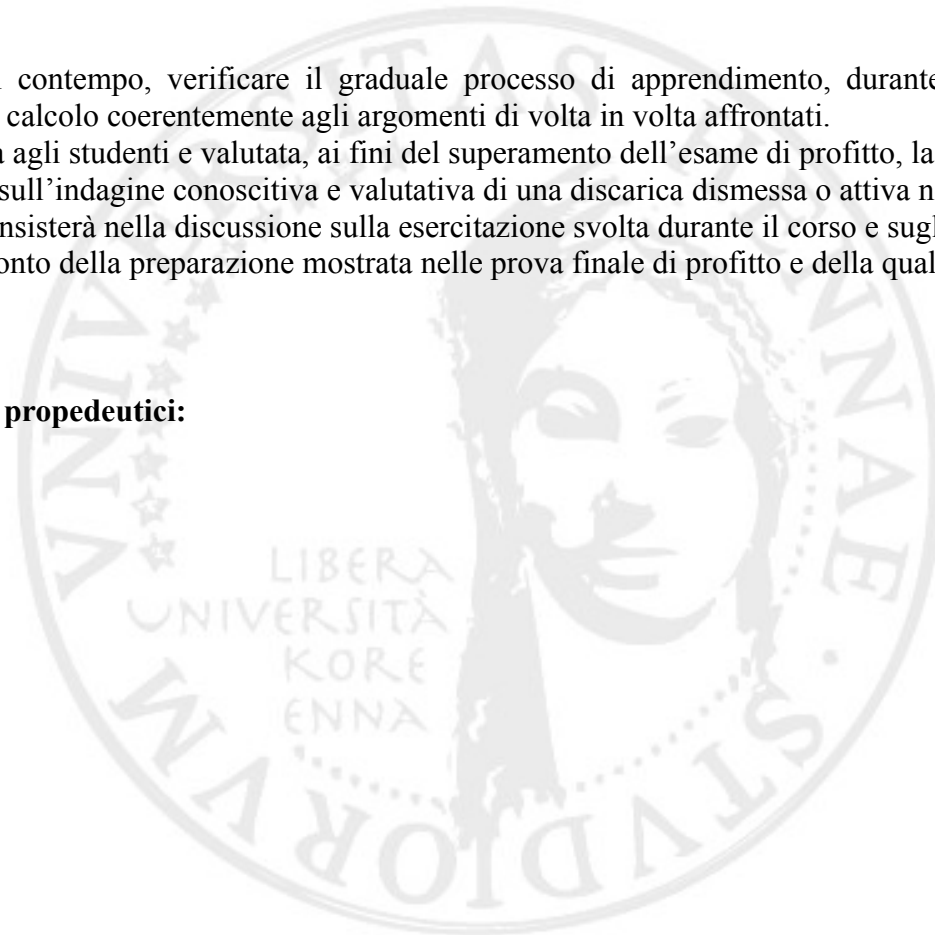 contempo, verificare il graduale processo di apprendimento, durante
calcolo coerentemente agli argomenti di volta in volta affrontati.
agli studenti e valutata, ai fini del superamento dell’esame di profitto, la
sull’indagine conoscitiva e valutativa di una discarica dismessa o attiva
nsisterà nella discussione sulla esercitazione svolta durante il corso e sugl
onto della preparazione mostrata nelle prova finale di profitto e della qual
propedeutici:
VNIVERSITAS HENNAE · STVDIORVM
LIBERA
UNIVERSITÀ
KORE
ENNA